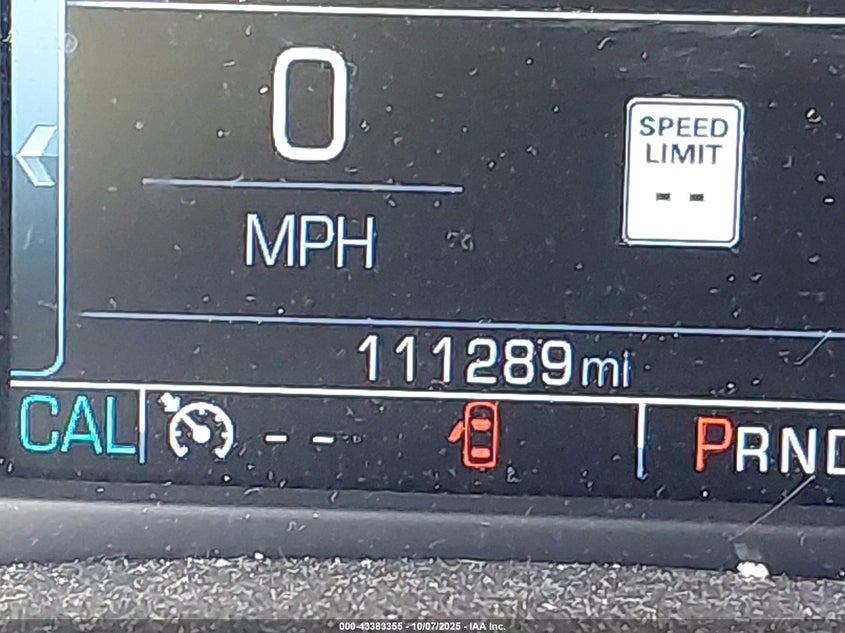 0
MPH
SPEED
LIMIT
--
111289mi
CAL
--
PRND
000-43383355 - 10/07/2025 - IAA Inc.